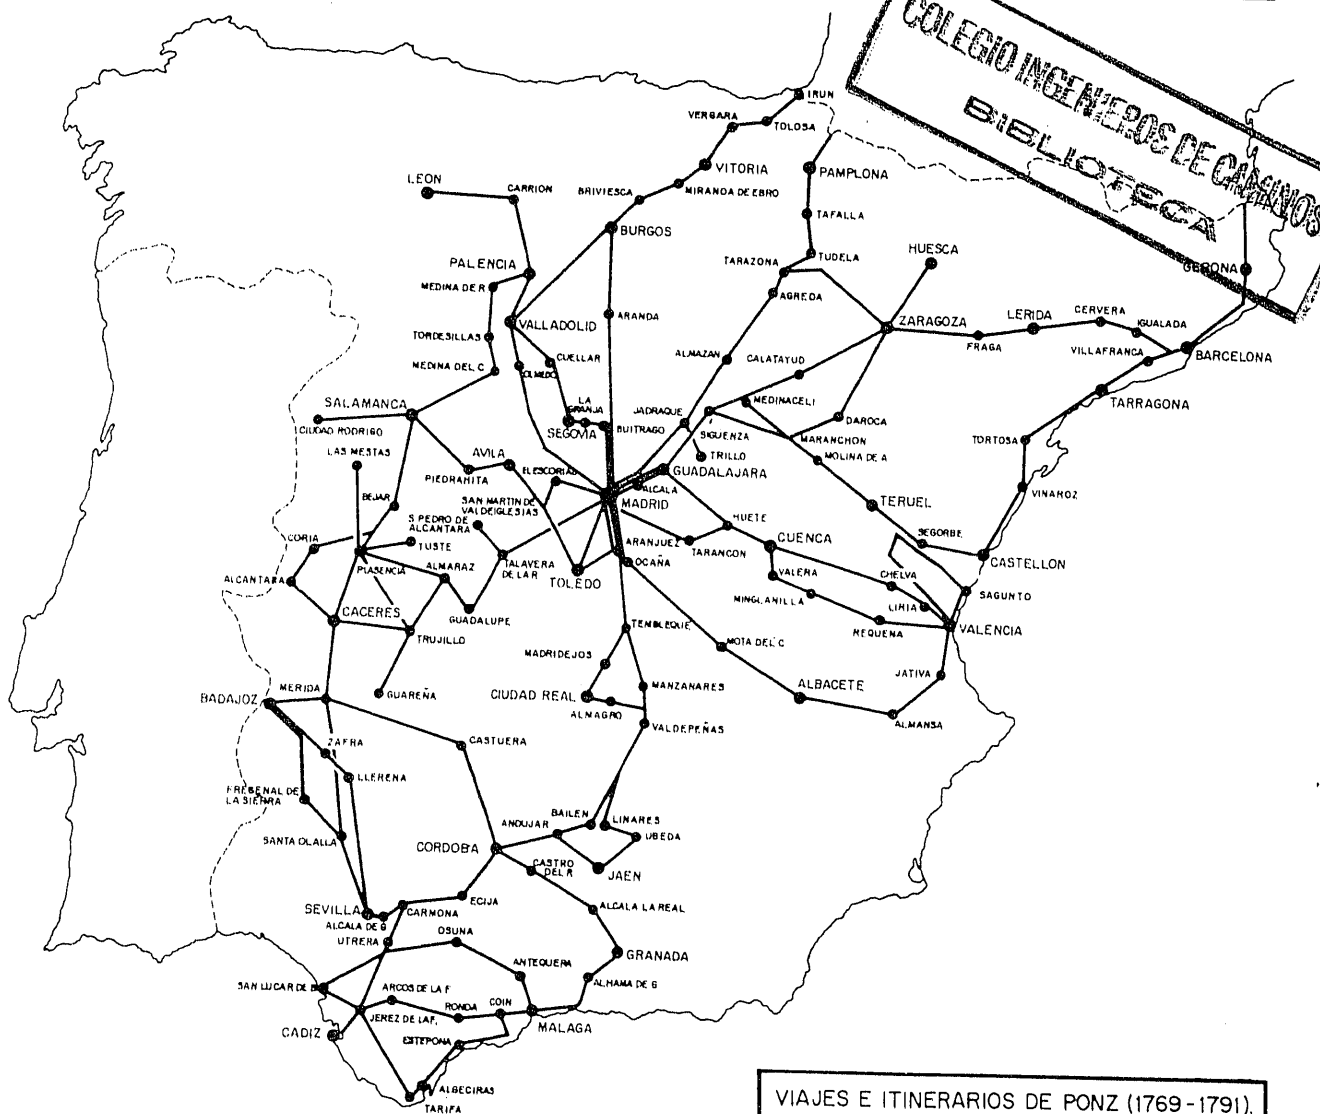 COLEGIO INGENIEROS DE CAMINOS
BIBLIOTECA
IRUN
VERGARA
TOLOSA
VITORIA
PAMPLONA
LEON
CARRION
BRIVIESCA
MIRANDA DE EBRO
TAFALLA
BURGOS
HUESCA
PALENCIA
TARAZONA
TUDELA
GERONA
MEDINA DE R
AGREDA
ARANDA
VALLADOLID
ZARAGOZA
LERIDA
CERVERA
IGUALADA
TORDESILLAS
FRAGA
VILLAFRANCA
BARCELONA
CUELLAR
ALMAZAN
CALATAYUD
MEDINA DEL C
OLMEDO
TARRAGONA
SALAMANCA
LA
GRANJA
JADRAQUE
MEDINACELI
DAROCA
CIUDAD RODRIGO
SEGOVIA
BUITRAGO
SIGUENZA
MARANCHON
TORTOSA
LAS MESTAS
AVILA
TRILLO
MOLINA DE A
PIEDRAHITA
EL ESCORIAL
GUADALAJARA
ALCALA
VINAROZ
BEJAR
SAN MARTIN DE
VALDEIGLESIAS
MADRID
TERUEL
S PEDRO DE
ALCANTARA
HUETE
SEGORBE
CORIA
YUSTE
ARANJUEZ
TARANCON
CUENCA
PLASENCIA
ALMARAZ
TALAVERA
DE LA R
OCAÑA
CASTELLON
ALCANTARA
TOLEDO
VALERA
CHELVA
SAGUNTO
MINGLANILLA
LIRIA
CACERES
GUADALUPE
REQUENA
VALENCIA
TRUJILLO
TEMBLEQUE
MOTA DEL C
MADRIDEJOS
JATIVA
MERIDA
GUAREÑA
CIUDAD REAL
MANZANARES
ALBACETE
BADAJOZ
ALMAGRO
ALMANSA
VALDEPEÑAS
ZAFRA
CASTUERA
LLERENA
FREGENAL DE
LA SIERRA
BAILEN
LINARES
ANDUJAR
UBEDA
SANTA OLALLA
CORDOBA
CASTRO
DEL R
JAEN
ECIJA
ALCALA LA REAL
SEVILLA
CARMONA
ALCALA DE G
UTRERA
OSUNA
GRANADA
ANTEQUERA
ALHAMA DE G
SAN LUCAR DE B
ARCOS DE LA F
RONDA
COIN
JEREZ DE LA F.
MALAGA
CADIZ
ESTEPONA
ALGECIRAS
TARIFA
VIAJES E ITINERARIOS DE PONZ (1769-1791).